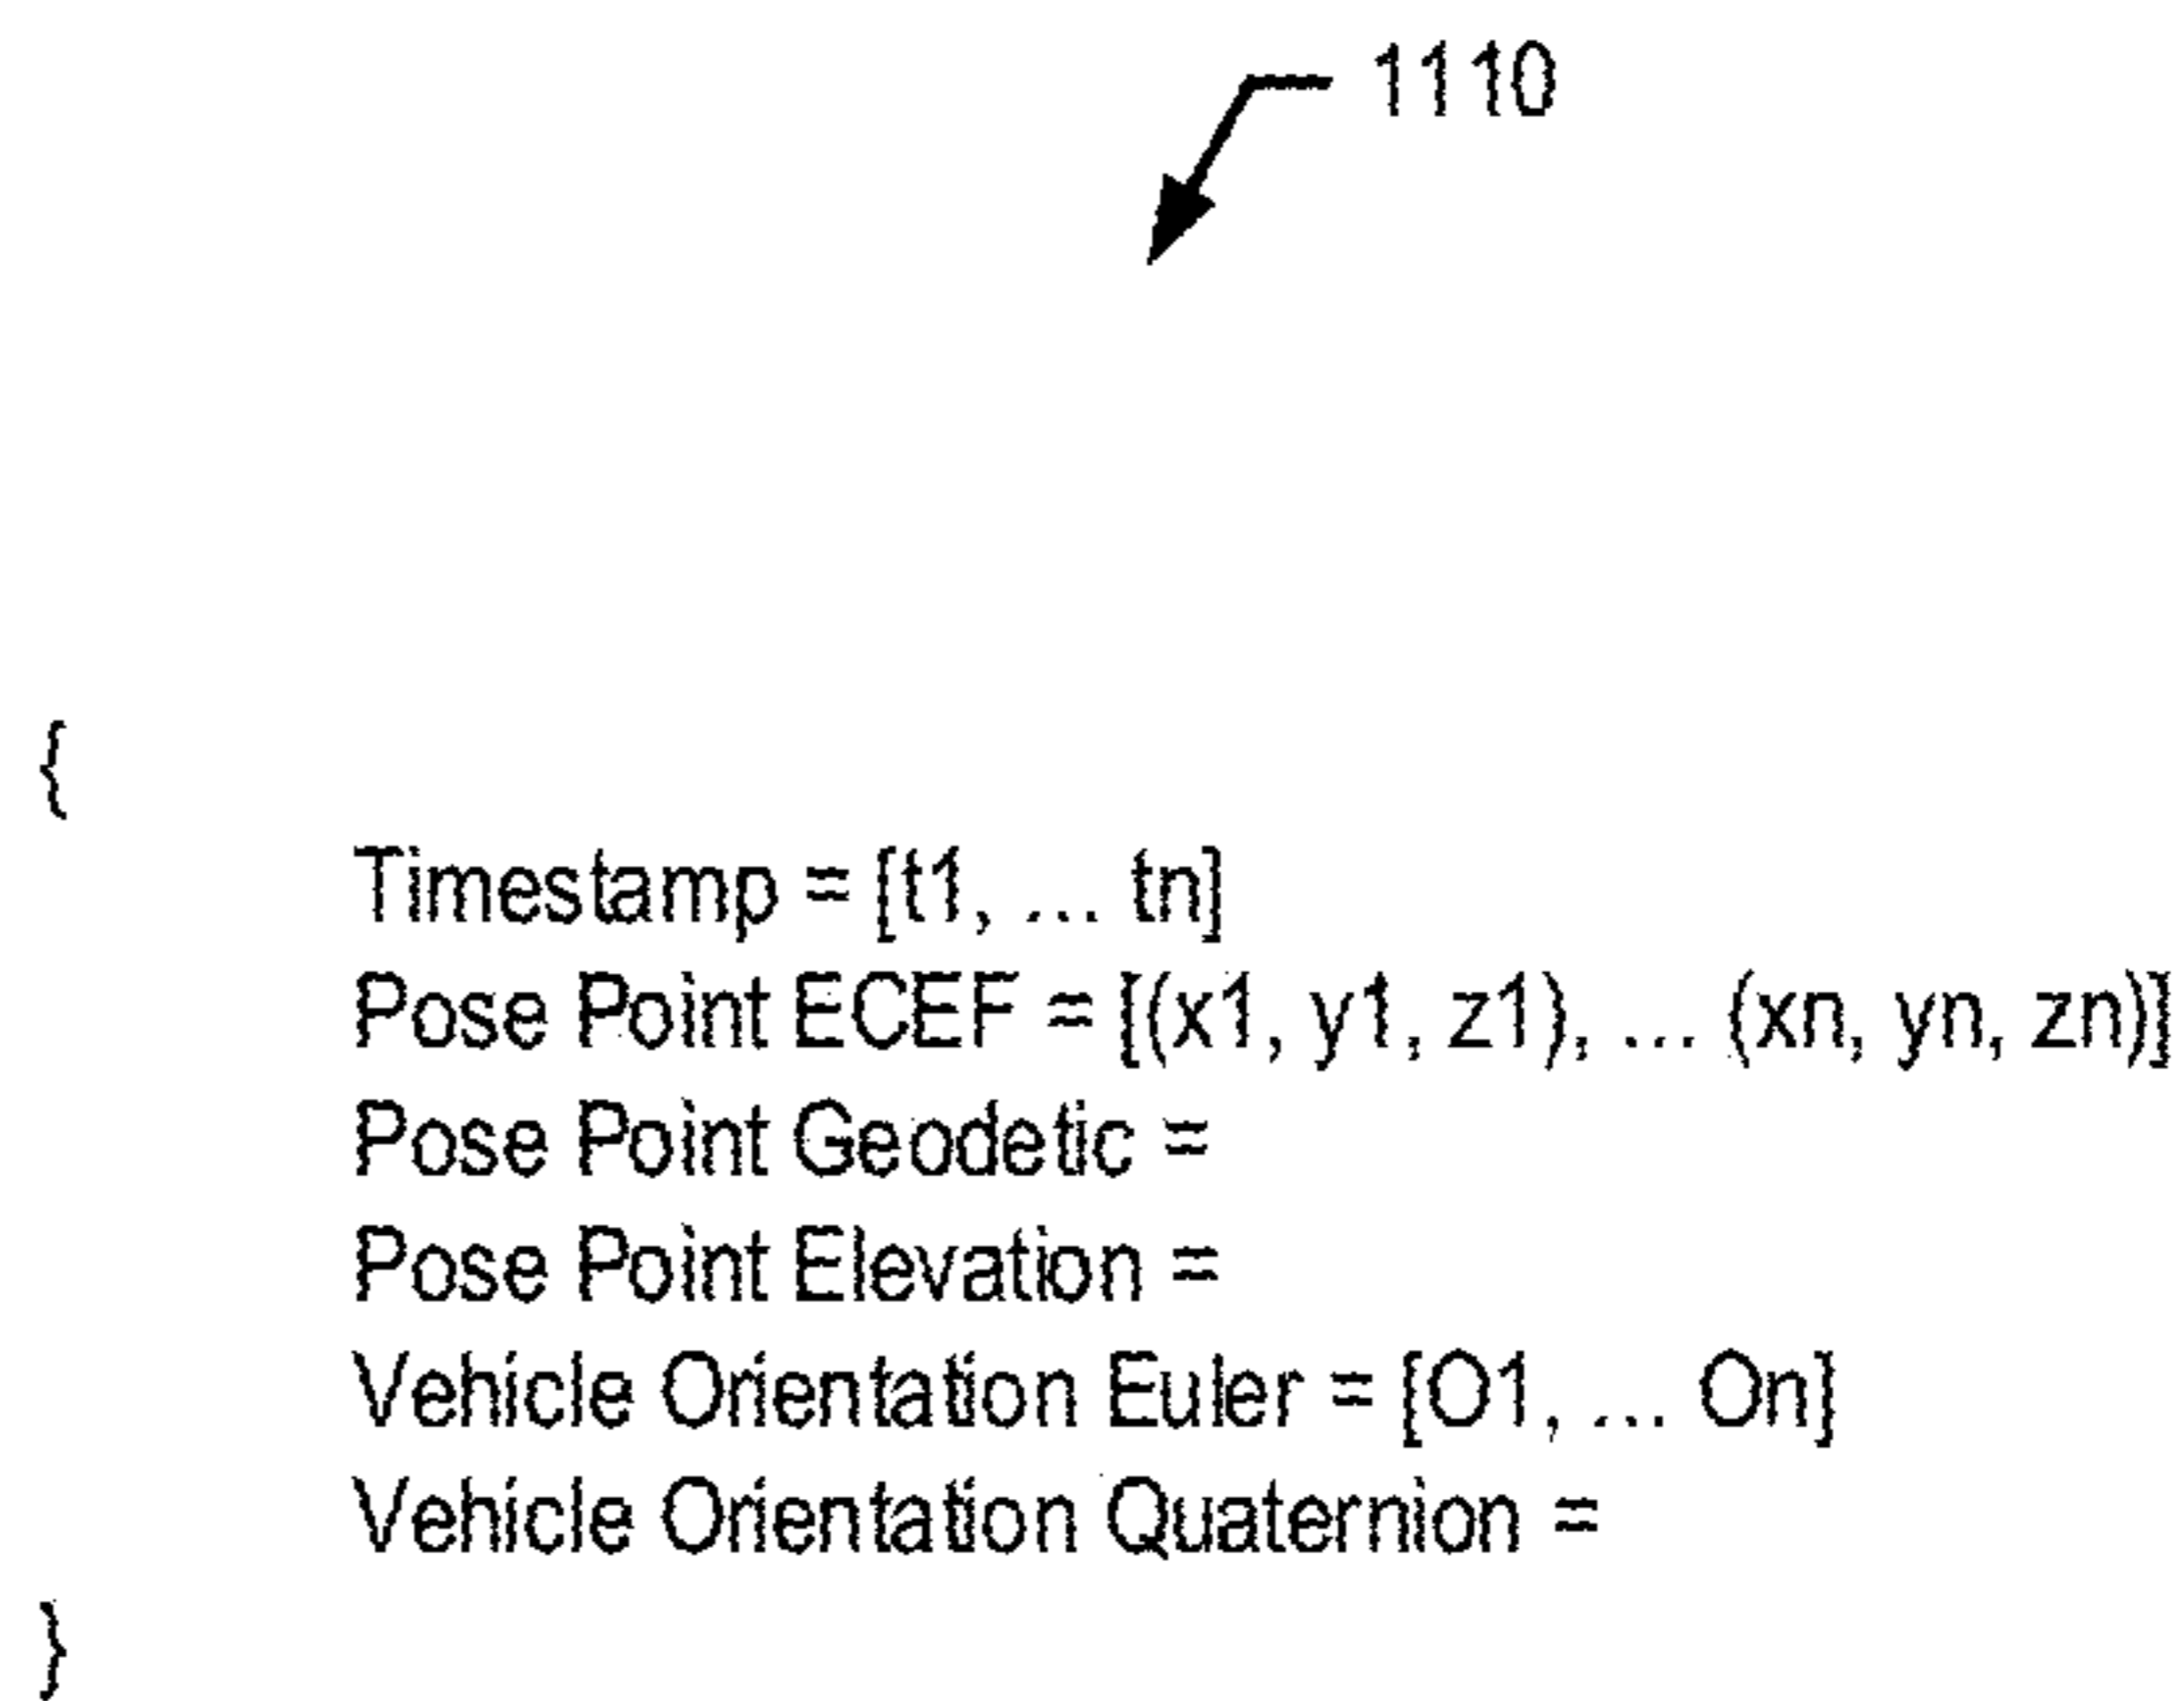 1110
{
Timestamp = [t1, ... tn]
Pose Point ECEF = [(x1, y1, z1), ... (xn, yn, zn)]
Pose Point Geodetic =
Pose Point Elevation =
Vehicle Orientation Euler = [O1, ... On]
Vehicle Orientation Quaternion =
}